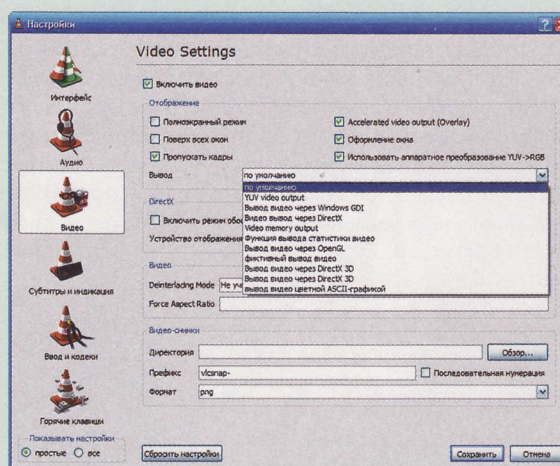 Настройки
Video Settings
Интерфейс
Аудио
Видео
Субтитры и индикация
Ввод и кодеки
Горячие клавиши
Показывать настройки
простые все
Включить видео
Отображение
Полноэкранный режим
Accelerated video output (Overlay)
Поверх всех окон
Оформление окна
Пропускать кадры
Использовать аппаратное преобразование YUV->RGB
Вывод по умолчанию
по умолчанию
YUV video output
Вывод видео через Windows GDI
Видео вывод через DirectX
Video memory output
Функция вывода статистики видео
Вывод видео через OpenGL
фиктивный вывод видео
Вывод видео через DirectX 3D
Вывод видео через DirectX 3D
вывод видео цветной ASCII-графикой
DirectX
Включить режим
Устройство отображения
Видео
Deinterlacing Mode Не
Force Aspect Ratio
Видео-снимки
Директория Обзор...
Префикс vlcsnap- Последовательная нумерация
Формат png
Сбросить настройки Сохранить Отмена